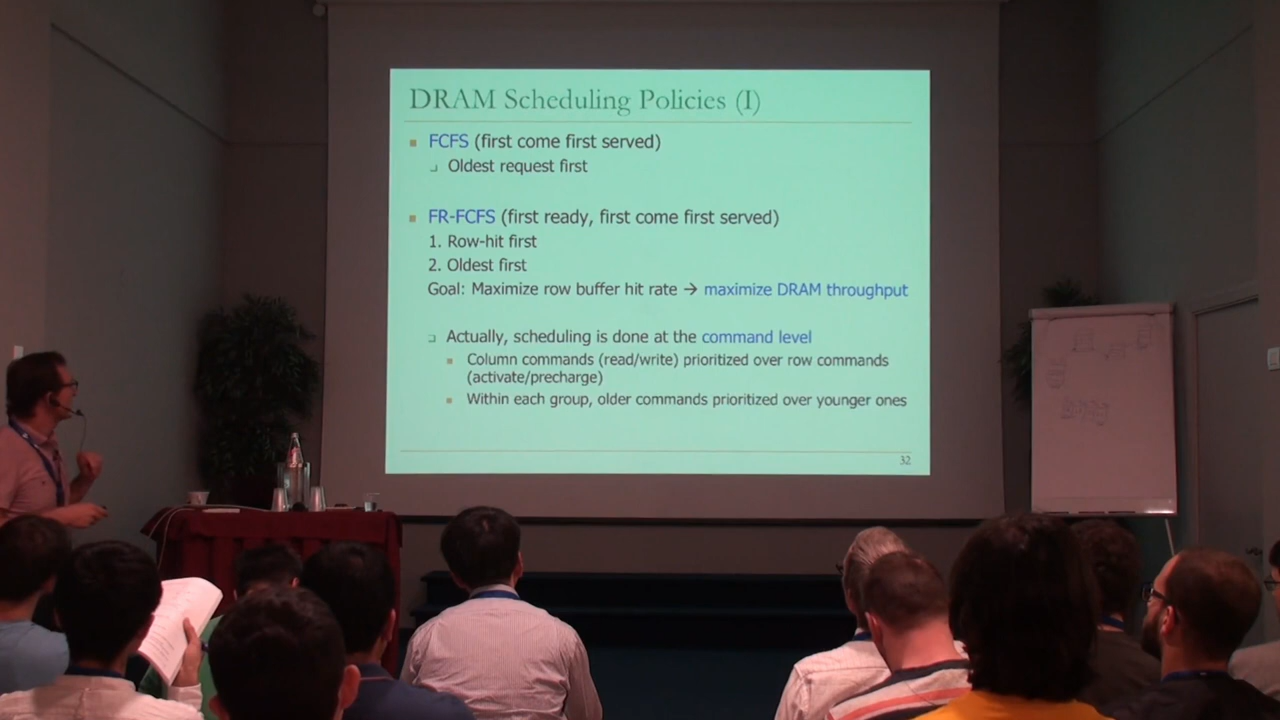 DRAM Scheduling Policies (I)
FCFS (first come first served)
Oldest request first
FR-FCFS (first ready, first come first served)
1. Row-hit first
2. Oldest first
Goal: Maximize row buffer hit rate → maximize DRAM throughput
Actually, scheduling is done at the command level
Column commands (read/write) prioritized over row commands
(activate/precharge)
Within each group, older commands prioritized over younger ones
32